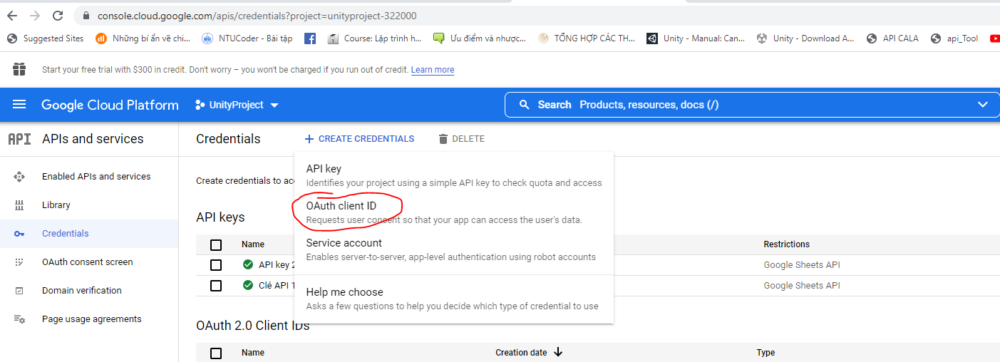 console.cloud.google.com/apis/credentials?project=unityproject-322000
Suggested Sites Những bí ẩn về chi... NTUCoder - Bài tập Course: Lập trình h... Ưu điểm và nhược... TỔNG HỢP CÁC TH... Unity - Manual: Can... Unity - Download A... API CALA api_Tool
Start your free trial with $300 in credit. Don't worry – you won't be charged if you run out of credit. Learn more
Google Cloud Platform UnityProject Search Products, resources, docs (/)
API APIs and services Credentials + CREATE CREDENTIALS DELETE
Enabled APIs and services
Library
Credentials
OAuth consent screen
Domain verification
Page usage agreements
Create credentials to acc
API key
Identifies your project using a simple API key to check quota and access
OAuth client ID
Requests user consent so that your app can access the user's data.
Service account
Enables server-to-server, app-level authentication using robot accounts
Help me choose
Asks a few questions to help you decide which type of credential to use
API keys
Name Restrictions
API key 2 Google Sheets API
Clé API 1 Google Sheets API
OAuth 2.0 Client IDs
Name Creation date Type